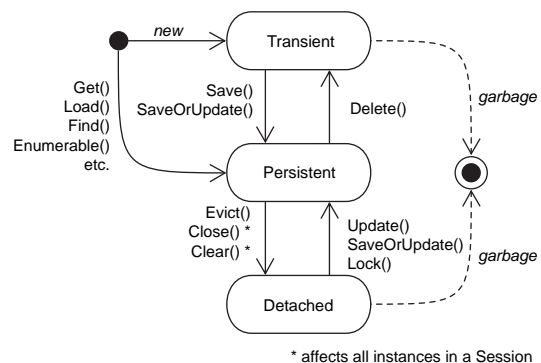 new
Transient
Get()
Load()
Find()
Enumerable()
etc.
Save()
SaveOrUpdate()
Delete()
garbage
Persistent
Evict()
Close() *
Clear() *
Update()
SaveOrUpdate()
Lock()
garbage
Detached
* affects all instances in a Session